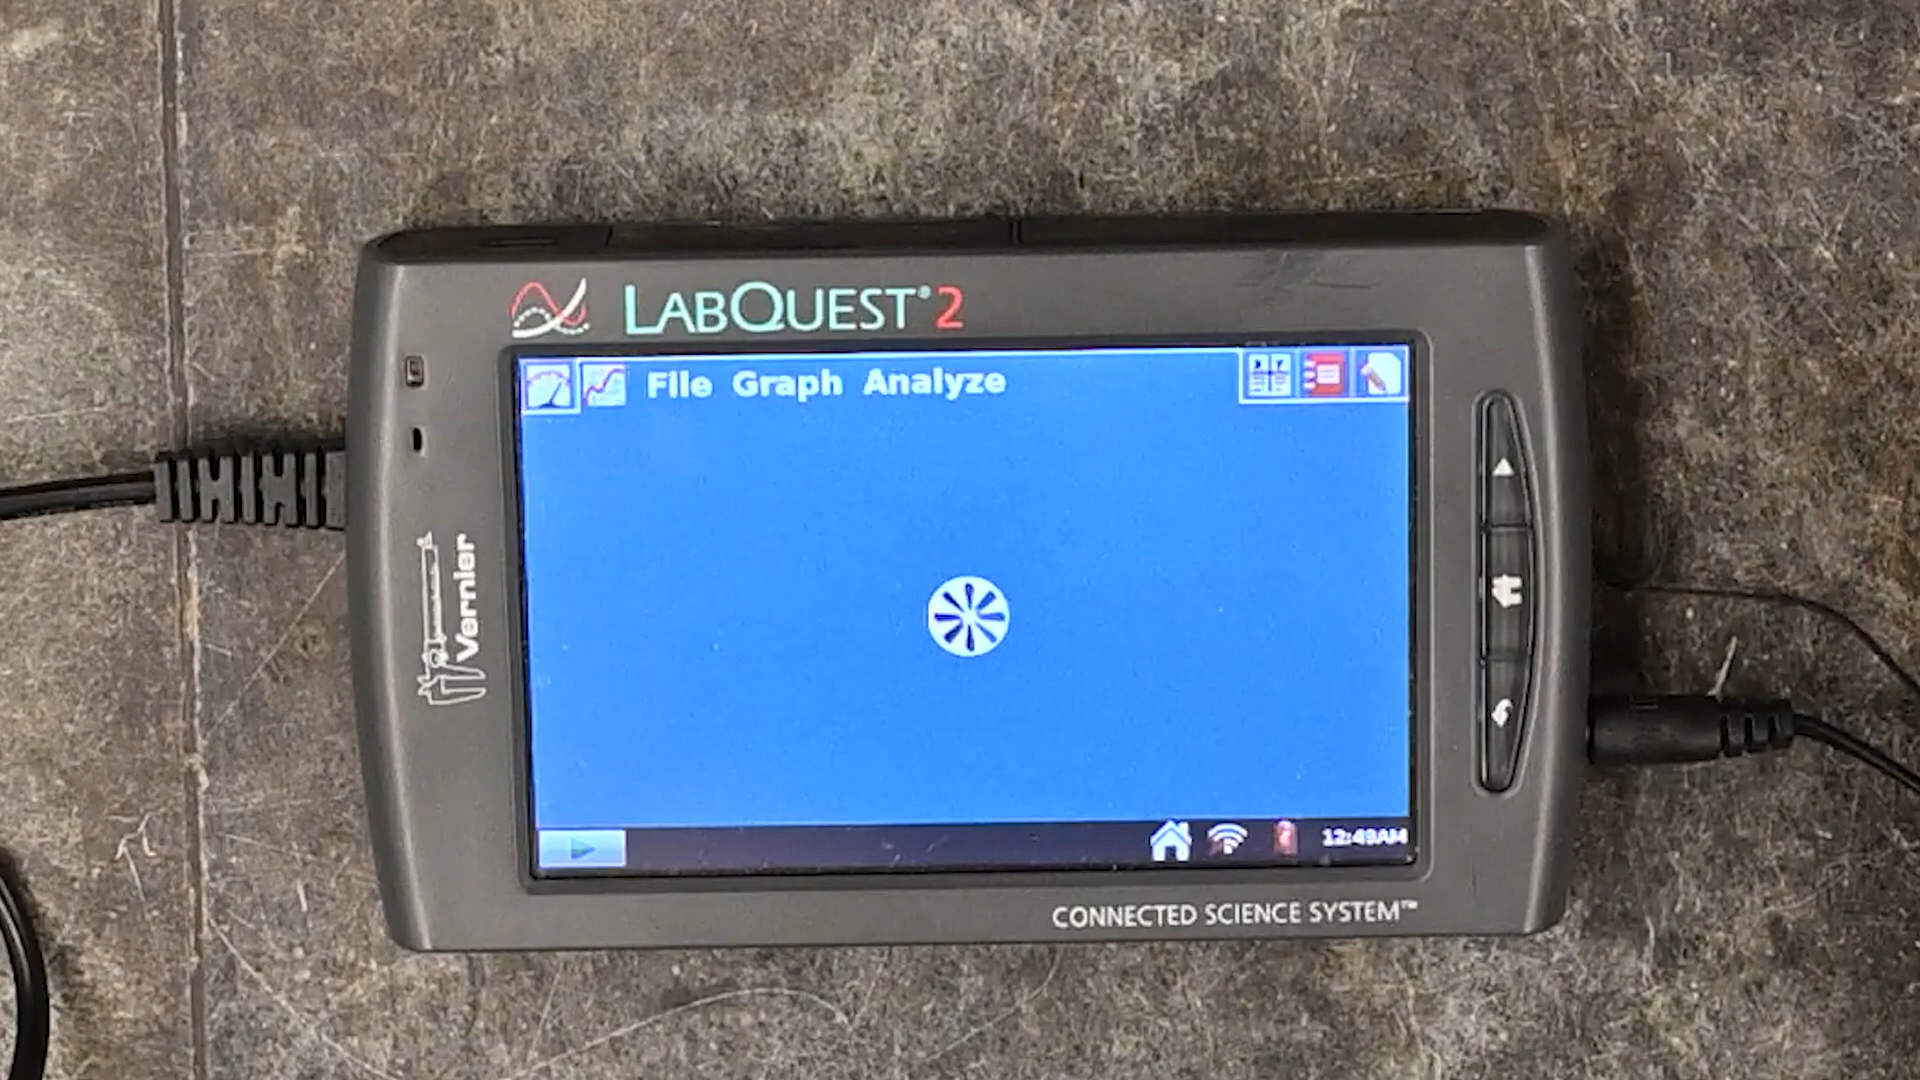 LABQUEST® 2
File Graph Analyze
Vernier
12:49AM
CONNECTED SCIENCE SYSTEM™